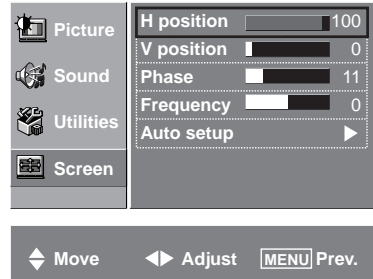 Picture
Sound
Utilities
Screen
H position 100
V position 0
Phase 11
Frequency 0
Auto setup
Move Adjust MENU Prev.